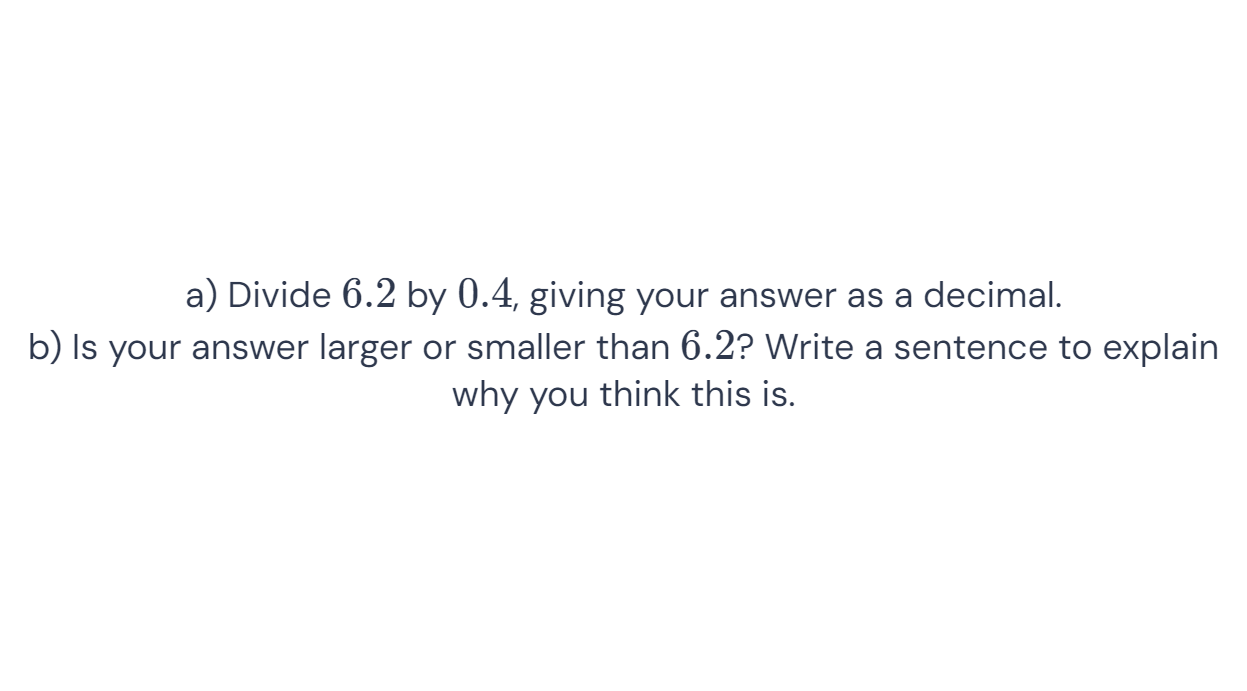 a) Divide 6.2 by 0.4, giving your answer as a decimal.
b) Is your answer larger or smaller than 6.2? Write a sentence to explain
why you think this is.